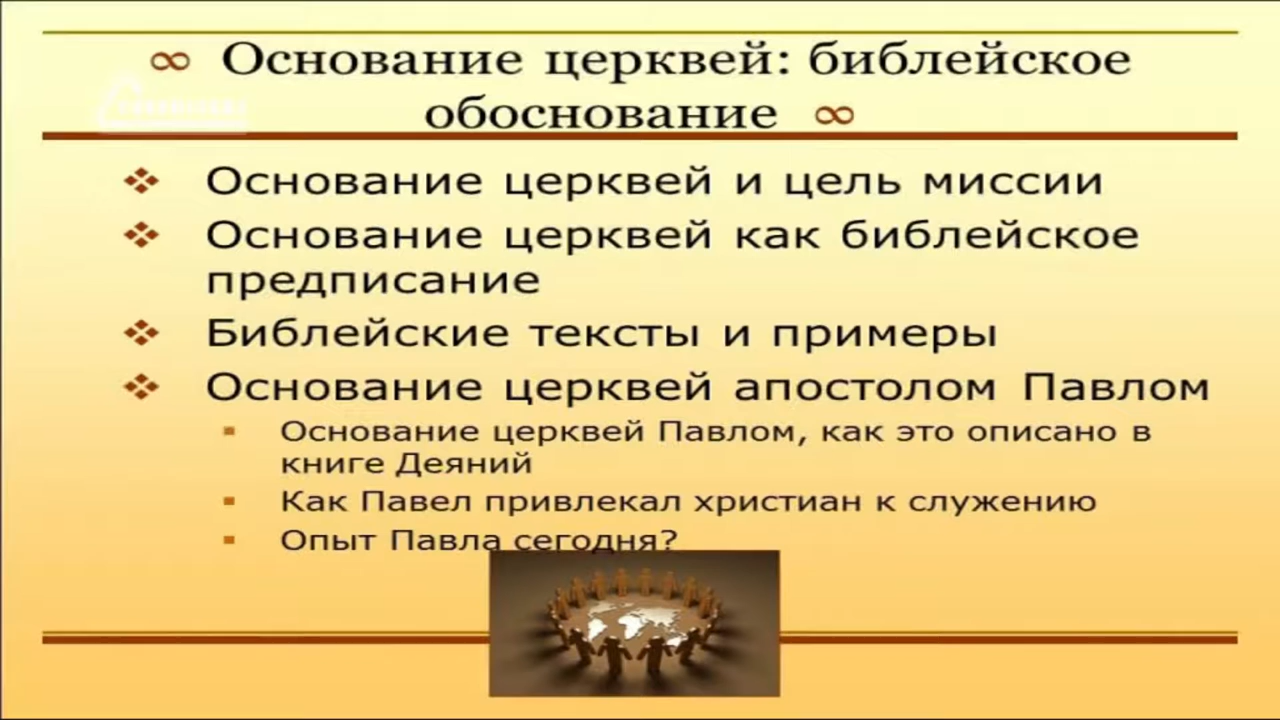 ∞ Основание церквей: библейское
обоснование ∞
❖ Основание церквей и цель миссии
❖ Основание церквей как библейское
предписание
❖ Библейские тексты и примеры
❖ Основание церквей апостолом Павлом
▪ Основание церквей Павлом, как это описано в
книге Деяний
▪ Как Павел привлекал христиан к служению
▪ Опыт Павла сегодня?